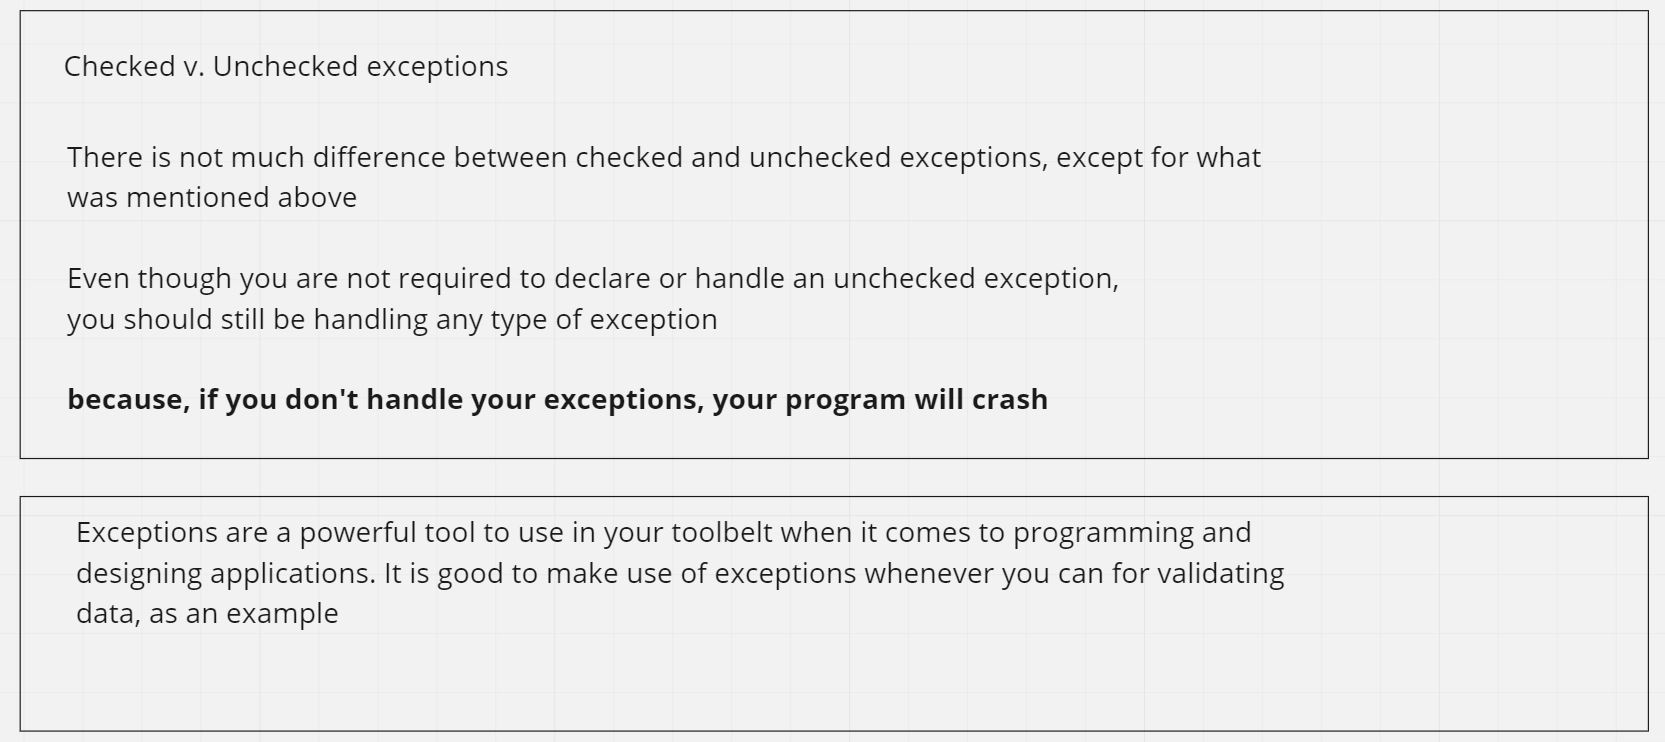 Checked v. Unchecked exceptions
There is not much difference between checked and unchecked exceptions, except for what
was mentioned above
Even though you are not required to declare or handle an unchecked exception,
you should still be handling any type of exception
because, if you don't handle your exceptions, your program will crash
Exceptions are a powerful tool to use in your toolbelt when it comes to programming and
designing applications. It is good to make use of exceptions whenever you can for validating
data, as an example